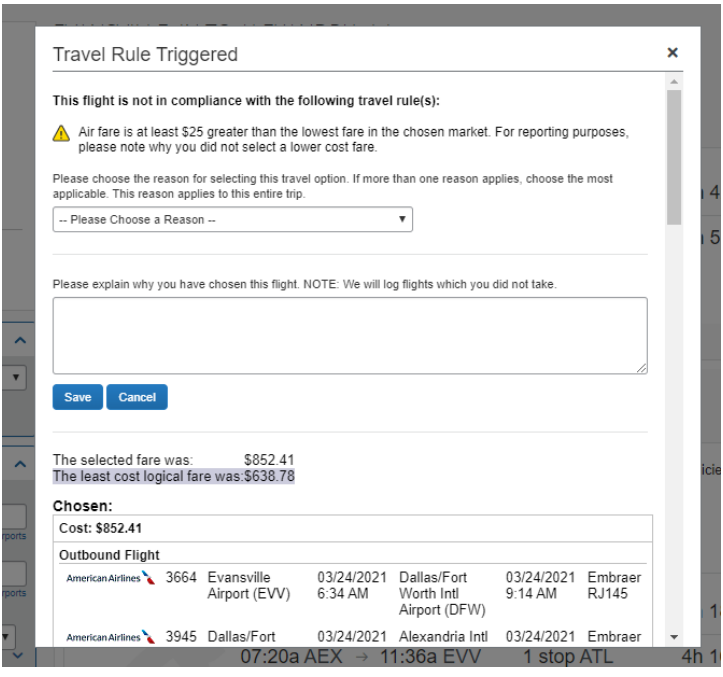 Travel Rule Triggered ×
This flight is not in compliance with the following travel rule(s):
Air fare is at least $25 greater than the lowest fare in the chosen market. For reporting purposes,
please note why you did not select a lower cost fare.
Please choose the reason for selecting this travel option. If more than one reason applies, choose the most
applicable. This reason applies to this entire trip.
-- Please Choose a Reason --
Please explain why you have chosen this flight. NOTE: We will log flights which you did not take.
Save Cancel
The selected fare was: $852.41
The least cost logical fare was:$638.78
Chosen:
Cost: $852.41
Outbound Flight
American Airlines 3664 Evansville 03/24/2021 Dallas/Fort 03/24/2021 Embraer
Airport (EVV) 6:34 AM Worth Intl 9:14 AM RJ145
Airport (DFW)
American Airlines 3945 Dallas/Fort 03/24/2021 Alexandria Intl 03/24/2021 Embraer
07:20a AEX → 11:36a EVV 1 stop ATL 4h
ports
ports